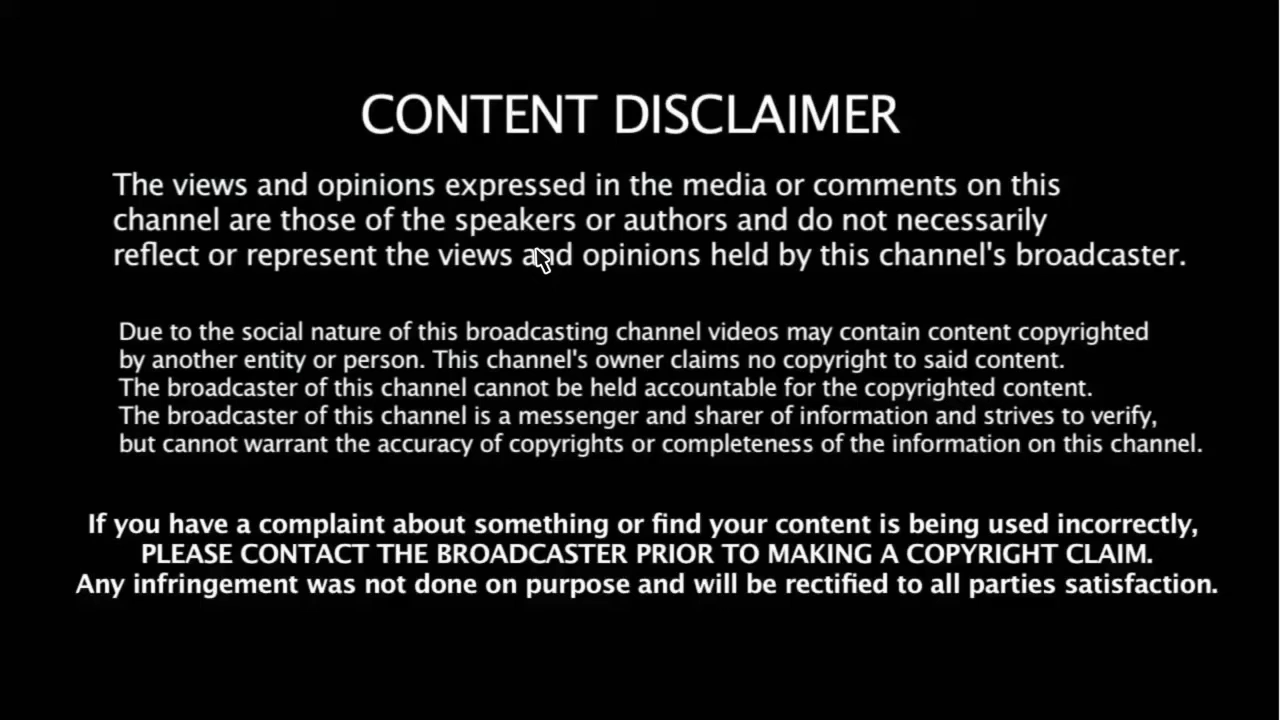 CONTENT DISCLAIMER
The views and opinions expressed in the media or comments on this
channel are those of the speakers or authors and do not necessarily
reflect or represent the views and opinions held by this channel's broadcaster.
Due to the social nature of this broadcasting channel videos may contain content copyrighted
by another entity or person. This channel's owner claims no copyright to said content.
The broadcaster of this channel cannot be held accountable for the copyrighted content.
The broadcaster of this channel is a messenger and sharer of information and strives to verify,
but cannot warrant the accuracy of copyrights or completeness of the information on this channel.
If you have a complaint about something or find your content is being used incorrectly,
PLEASE CONTACT THE BROADCASTER PRIOR TO MAKING A COPYRIGHT CLAIM.
Any infringement was not done on purpose and will be rectified to all parties satisfaction.